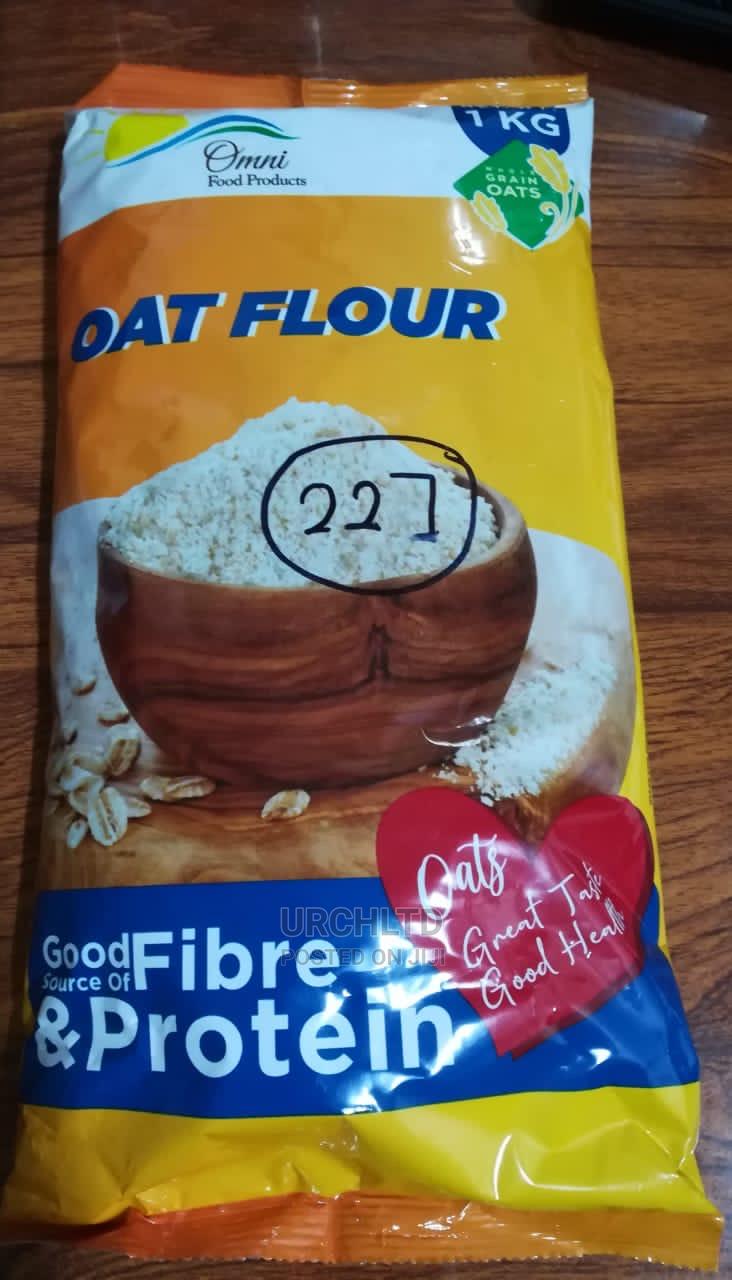 1 KG
Omni
Food Products
WHOLE
GRAIN
OATS
OAT FLOUR
227
Oats
Great Taste
Good Health
Good
Source Of
Fibre
&Protein
URCHLTD
POSTED ON JIJI